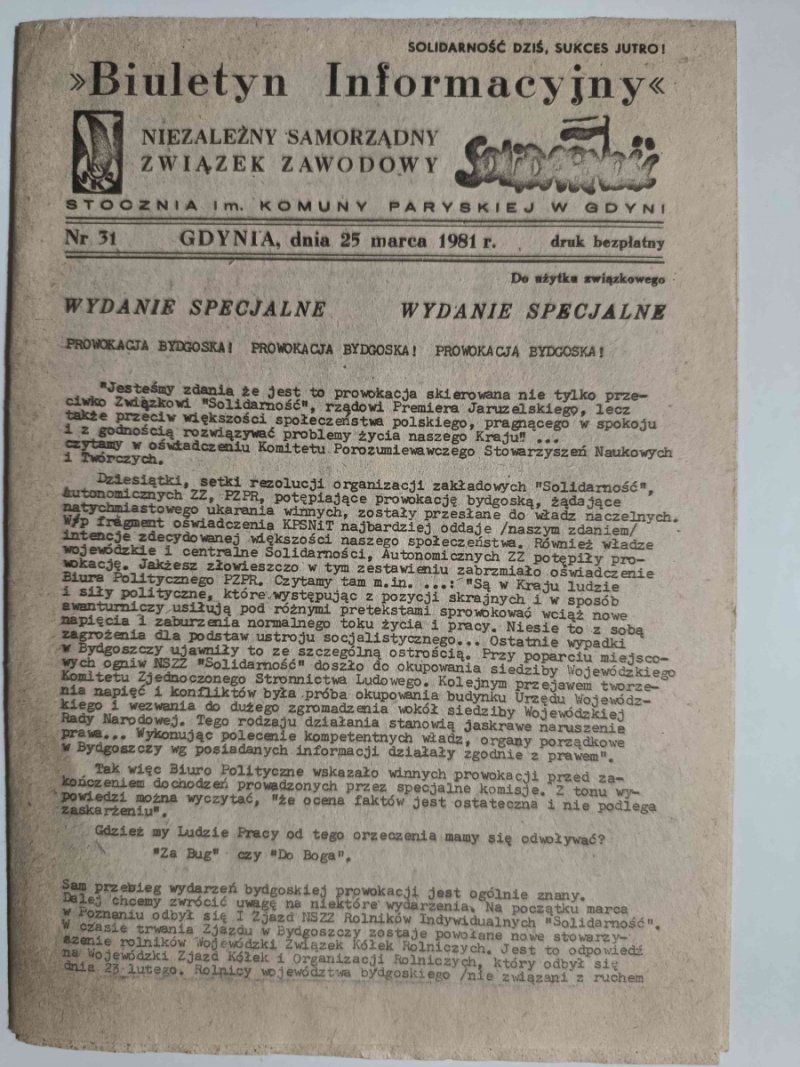 SOLIDARNOŚĆ DZIŚ, SUKCES JUTRO!
»Biuletyn Informacyjny«
NIEZALEŻNY SAMORZĄDNY
ZWIĄZEK ZAWODOWY
Solidarność
STOCZNIA im. KOMUNY PARYSKIEJ W GDYNI
Nr 31 GDYNIA, dnia 25 marca 1981 r. druk bezpłatny
Do użytku związkowego
WYDANIE SPECJALNE WYDANIE SPECJALNE
PROWOKACJA BYDGOSKA! PROWOKACJA BYDGOSKA! PROWOKACJA BYDGOSKA!
"Jesteśmy zdania że jest to prowokacja skierowana nie tylko prze-
ciwko Związkowi "Solidarność", rządowi Premiera Jaruzelskiego, lecz
także przeciw większości społeczeństwa polskiego, pragnącego w spokoju
i z godnością rozwiązywać problemy życia naszego Kraju" ...
czytamy w oświadczeniu Komitetu Porozumiewawczego Stowarzyszeń Naukowych
i Twórczych.
Dziesiątki, setki rezolucji organizacji zakładowych "Solidarność",
Autonomicznych ZZ, PZPR, potępiające prowokację bydgoską, żądające
natychmiastowego ukarania winnych, zostały przesłane do władz naczelnych.
W/p fragment oświadczenia KPSNiT najbardziej oddaje /naszym zdaniem/
intencje zdecydowanej większości naszego społeczeństwa. Również władze
wojewódzkie i centralne Solidarności, Autonomicznych ZZ potępiły pro-
wokację. Jakżesz złowieszczo w tym zestawieniu zabrzmiało oświadczenie
Biura Politycznego PZPR. Czytamy tam m.in. ...: "Są w Kraju ludzie
i siły polityczne, które występując z pozycji skrajnych i w sposób
awanturniczy usiłują pod różnymi pretekstami sprowokować wciąż nowe
napięcia i zaburzenia normalnego toku życia i pracy. Niesie to z sobą
zagrożenia dla podstaw ustroju socjalistycznego... Ostatnie wypadki
w Bydgoszczy ujawniły to ze szczególną ostrością. Przy poparciu miejsco-
wych ogniw NSZZ "Solidarność" doszło do okupowania siedziby Wojewódzkiego
Komitetu Zjednoczonego Stronnictwa Ludowego. Kolejnym przejawem tworze-
nia napięć i konfliktów była próba okupowania budynku Urzędu Wojewódz-
kiego i wezwania do dużego zgromadzenia wokół siedziby Wojewódzkiej
Rady Narodowej. Tego rodzaju działania stanowią jaskrawe naruszenie
prawa... Wykonując polecenie kompetentnych władz, organy porządkowe
w Bydgoszczy wg posiadanych informacji działały zgodnie z prawem".
Tak więc Biuro Polityczne wskazało winnych prowokacji przed za-
kończeniem dochodzeń prowadzonych przez specjalne komisje. Z tonu wy-
powiedzi można wyczytać, "że ocena faktów jest ostateczna i nie podlega
zaskarżeniu".
Gdzież my Ludzie Pracy od tego orzeczenia mamy się odwoływać?
"Za Bug" czy "Do Boga".
Sam przebieg wydarzeń bydgoskiej prowokacji jest ogólnie znany.
Dalej chcemy zwrócić uwagę na niektóre wydarzenia. Na początku marca
w Poznaniu odbył się I Zjazd NSZZ Rolników Indywidualnych "Solidarność".
W czasie trwania Zjazdu w Bydgoszczy zostaje powołane nowe stowarzy-
szenie rolników Wojewódzki Związek Kółek Rolniczych. Jest to odpowiedź
na Wojewódzki Zjazd Kółek i Organizacji Rolniczych, który odbył się
dnia 23 lutego. Rolnicy województwa bydgoskiego /nie związani z ruchem